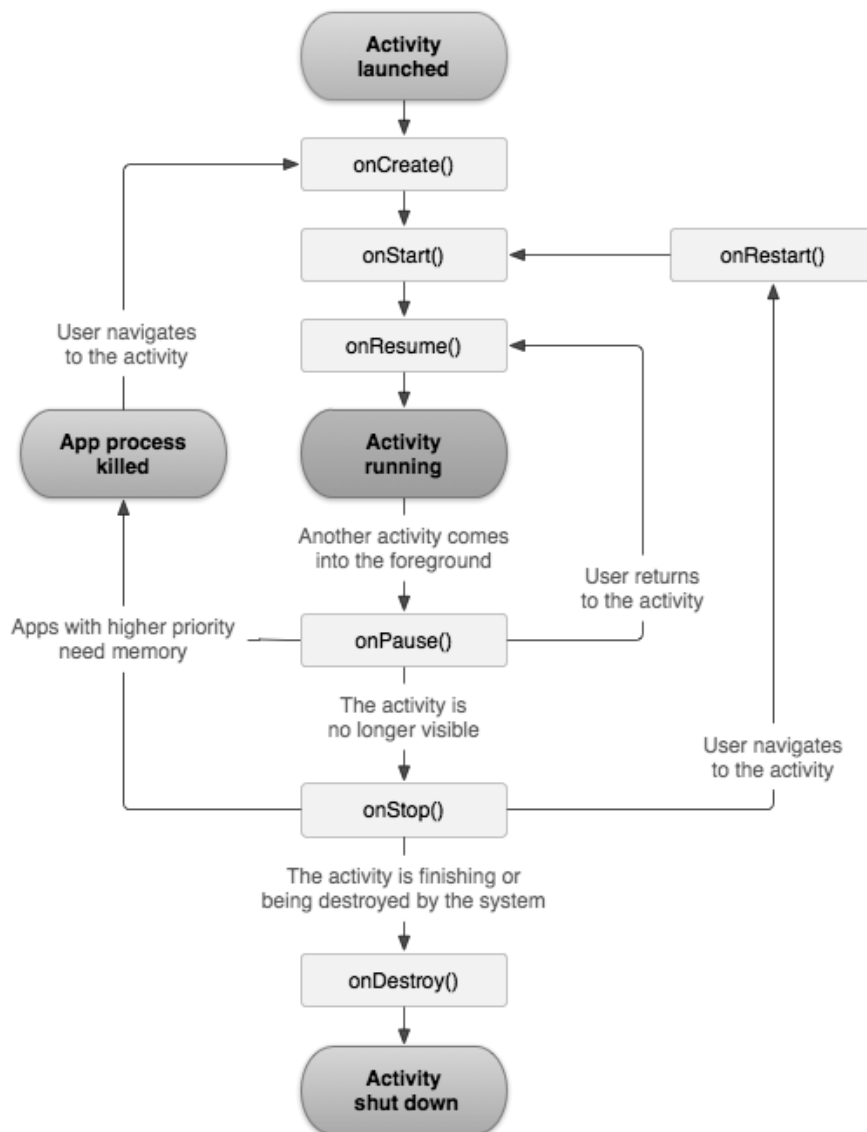 Activity
launched
onCreate()
onStart()
onRestart()
User navigates
to the activity
onResume()
App process
killed
Activity
running
Another activity comes
into the foreground
User returns
to the activity
Apps with higher priority
need memory
onPause()
The activity is
no longer visible
User navigates
to the activity
onStop()
The activity is finishing or
being destroyed by the system
onDestroy()
Activity
shut down